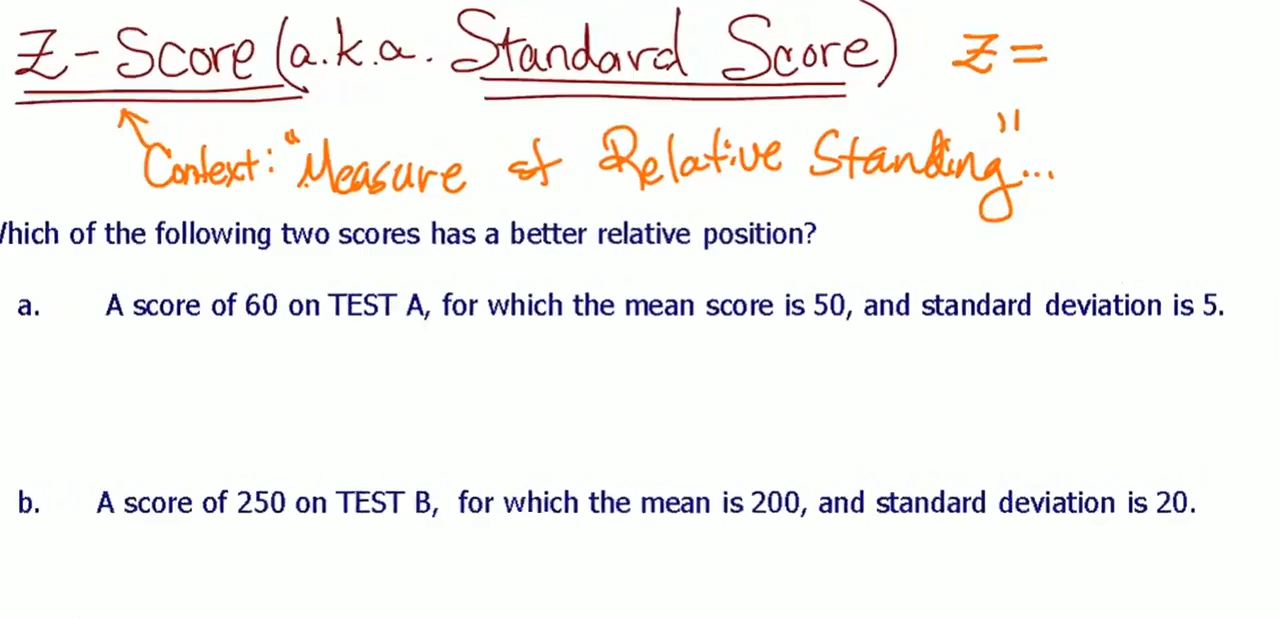 Z-Score (a.k.a. Standard Score) Z =
Context: "Measure of Relative Standing"...
hich of the following two scores has a better relative position?
a. A score of 60 on TEST A, for which the mean score is 50, and standard deviation is 5.
b. A score of 250 on TEST B, for which the mean is 200, and standard deviation is 20.